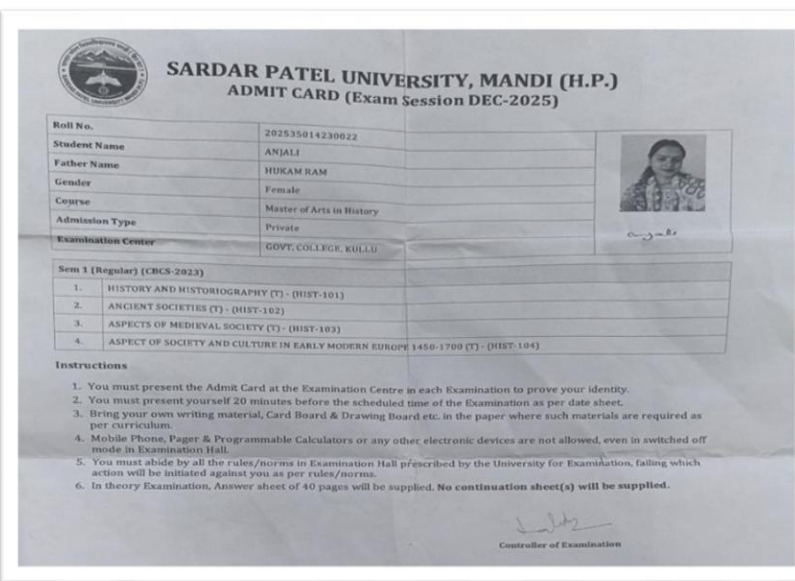 SARDAR PATEL UNIVERSITY, MANDI (H.P.)
ADMIT CARD (Exam Session DEC-2025)
Roll No. 202535014230022
Student Name ANJALI
Father Name HUKAM RAM
Gender Female
Course Master of Arts in History
Admission Type Private
Examination Center GOVT. COLLEGE, KULLU
Sem 1 (Regular) (CBCS-2023)
1. HISTORY AND HISTORIOGRAPHY (T) - (HIST-101)
2. ANCIENT SOCIETIES (T) - (HIST-102)
3. ASPECTS OF MEDIEVAL SOCIETY (T) - (HIST-103)
4. ASPECT OF SOCIETY AND CULTURE IN EARLY MODERN EUROPE 1450-1700 (T) - (HIST-104)
Instructions
1. You must present the Admit Card at the Examination Centre in each Examination to prove your identity.
2. You must present yourself 20 minutes before the scheduled time of the Examination as per date sheet.
3. Bring your own writing material, Card Board & Drawing Board etc. in the paper where such materials are required as
per curriculum.
4. Mobile Phone, Pager & Programmable Calculators or any other electronic devices are not allowed, even in switched off
mode in Examination Hall.
5. You must abide by all the rules/norms in Examination Hall prescribed by the University for Examination, failing which
action will be initiated against you as per rules/norms.
6. In theory Examination, Answer sheet of 40 pages will be supplied. No continuation sheet(s) will be supplied.
Controller of Examination